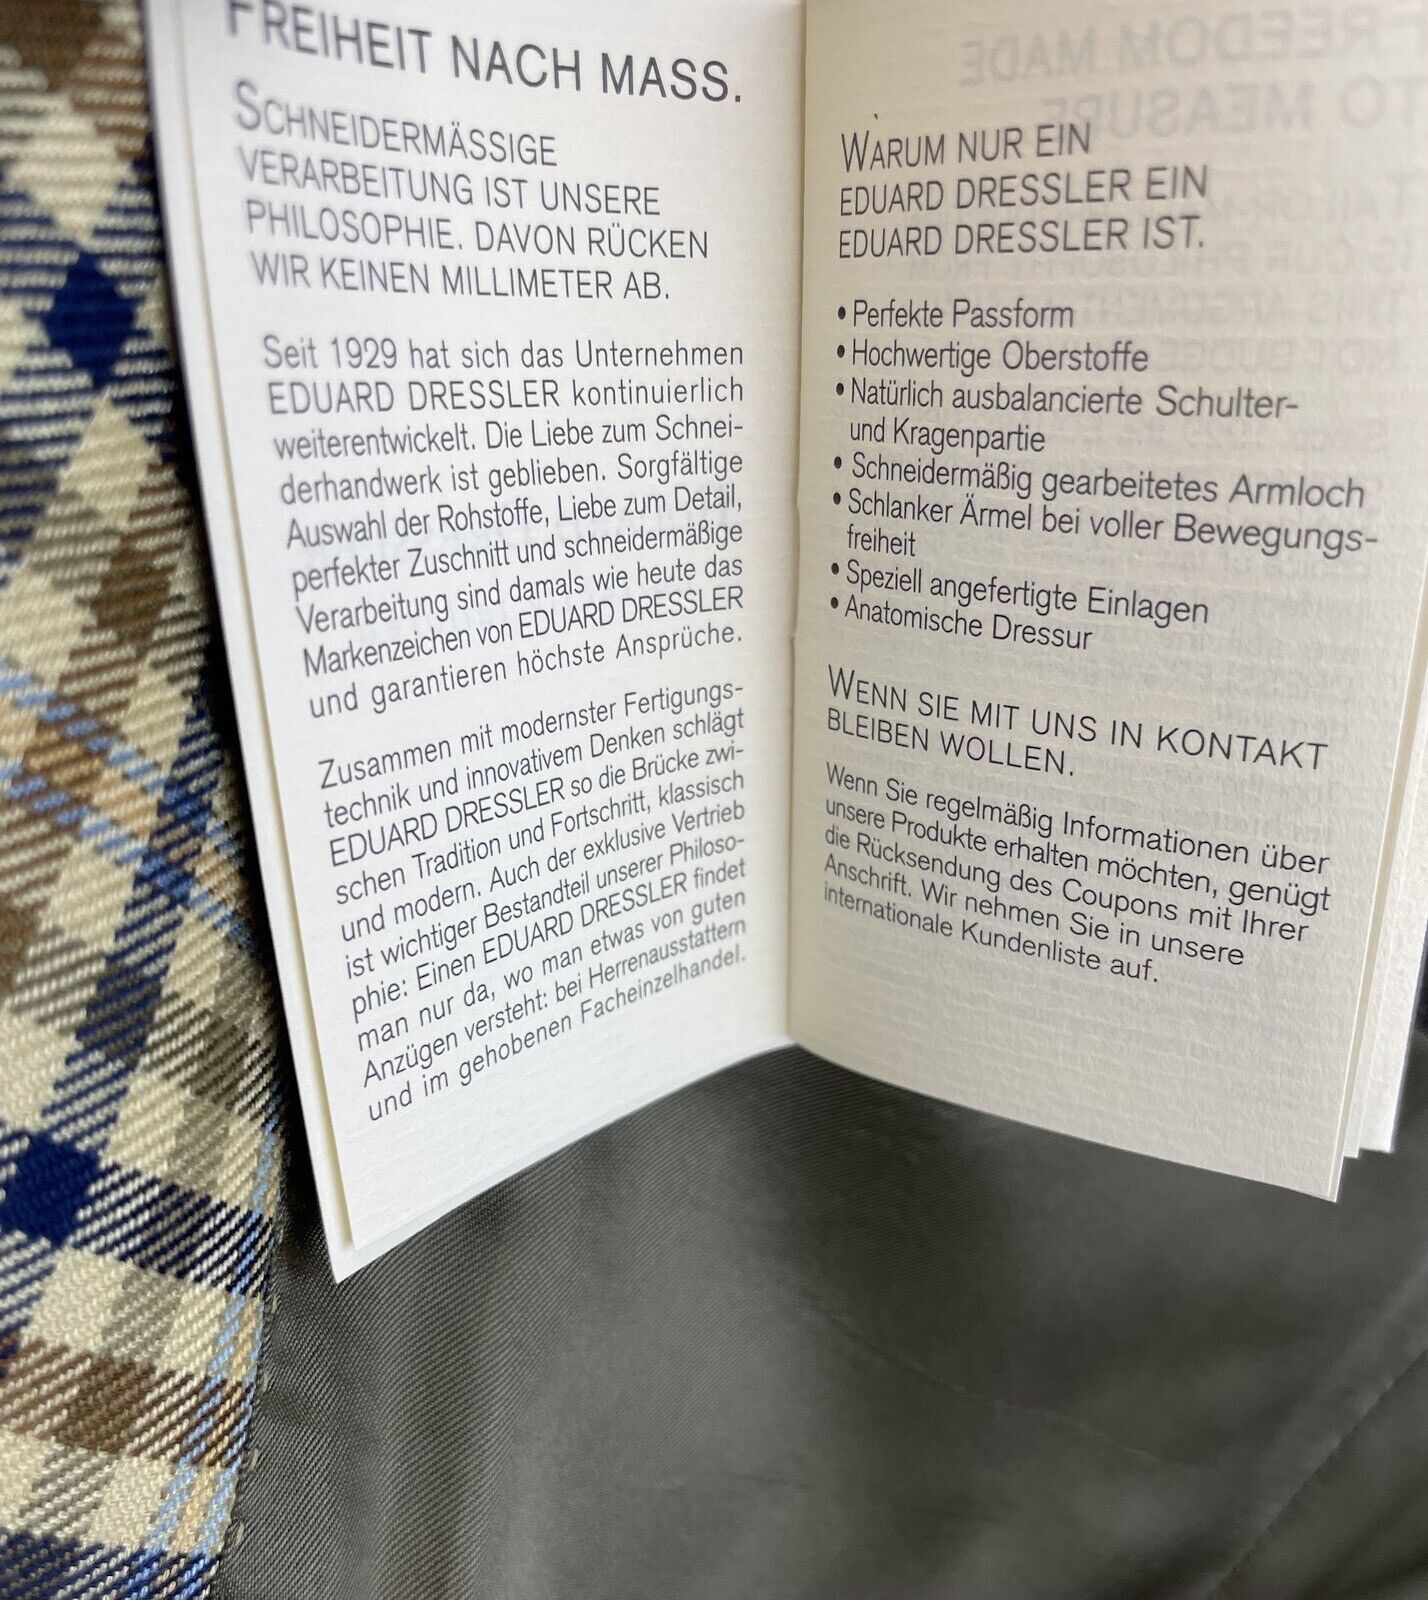 FREIHEIT NACH MASS.
SCHNEIDERMÄSSIGE
VERARBEITUNG IST UNSERE
PHILOSOPHIE. DAVON RÜCKEN
WIR KEINEN MILLIMETER AB.
Seit 1929 hat sich das Unternehmen
EDUARD DRESSLER kontinuierlich
weiterentwickelt. Die Liebe zum Schnei-
derhandwerk ist geblieben. Sorgfältige
Auswahl der Rohstoffe, Liebe zum Detail,
perfekter Zuschnitt und schneidermäßige
Verarbeitung sind damals wie heute das
Markenzeichen von EDUARD DRESSLER
und garantieren höchste Ansprüche.
Zusammen mit modernster Fertigungs-
technik und innovativem Denken schlägt
EDUARD DRESSLER so die Brücke zwi-
schen Tradition und Fortschritt, klassisch
und modern. Auch der exklusive Vertrieb
ist wichtiger Bestandteil unserer Philoso-
phie: Einen EDUARD DRESSLER findet
man nur da, wo man etwas von guten
Anzügen versteht: bei Herrenausstattern
und im gehobenen Facheinzelhandel.
WARUM NUR EIN
EDUARD DRESSLER EIN
EDUARD DRESSLER IST.
• Perfekte Passform
• Hochwertige Oberstoffe
• Natürlich ausbalancierte Schulter-
und Kragenpartie
• Schneidermäßig gearbeitetes Armloch
• Schlanker Ärmel bei voller Bewegungs-
freiheit
• Speziell angefertigte Einlagen
• Anatomische Dressur
WENN SIE MIT UNS IN KONTAKT
BLEIBEN WOLLEN.
Wenn Sie regelmäßig Informationen über
unsere Produkte erhalten möchten, genügt
die Rücksendung des Coupons mit Ihrer
Anschrift. Wir nehmen Sie in unsere
internationale Kundenliste auf.